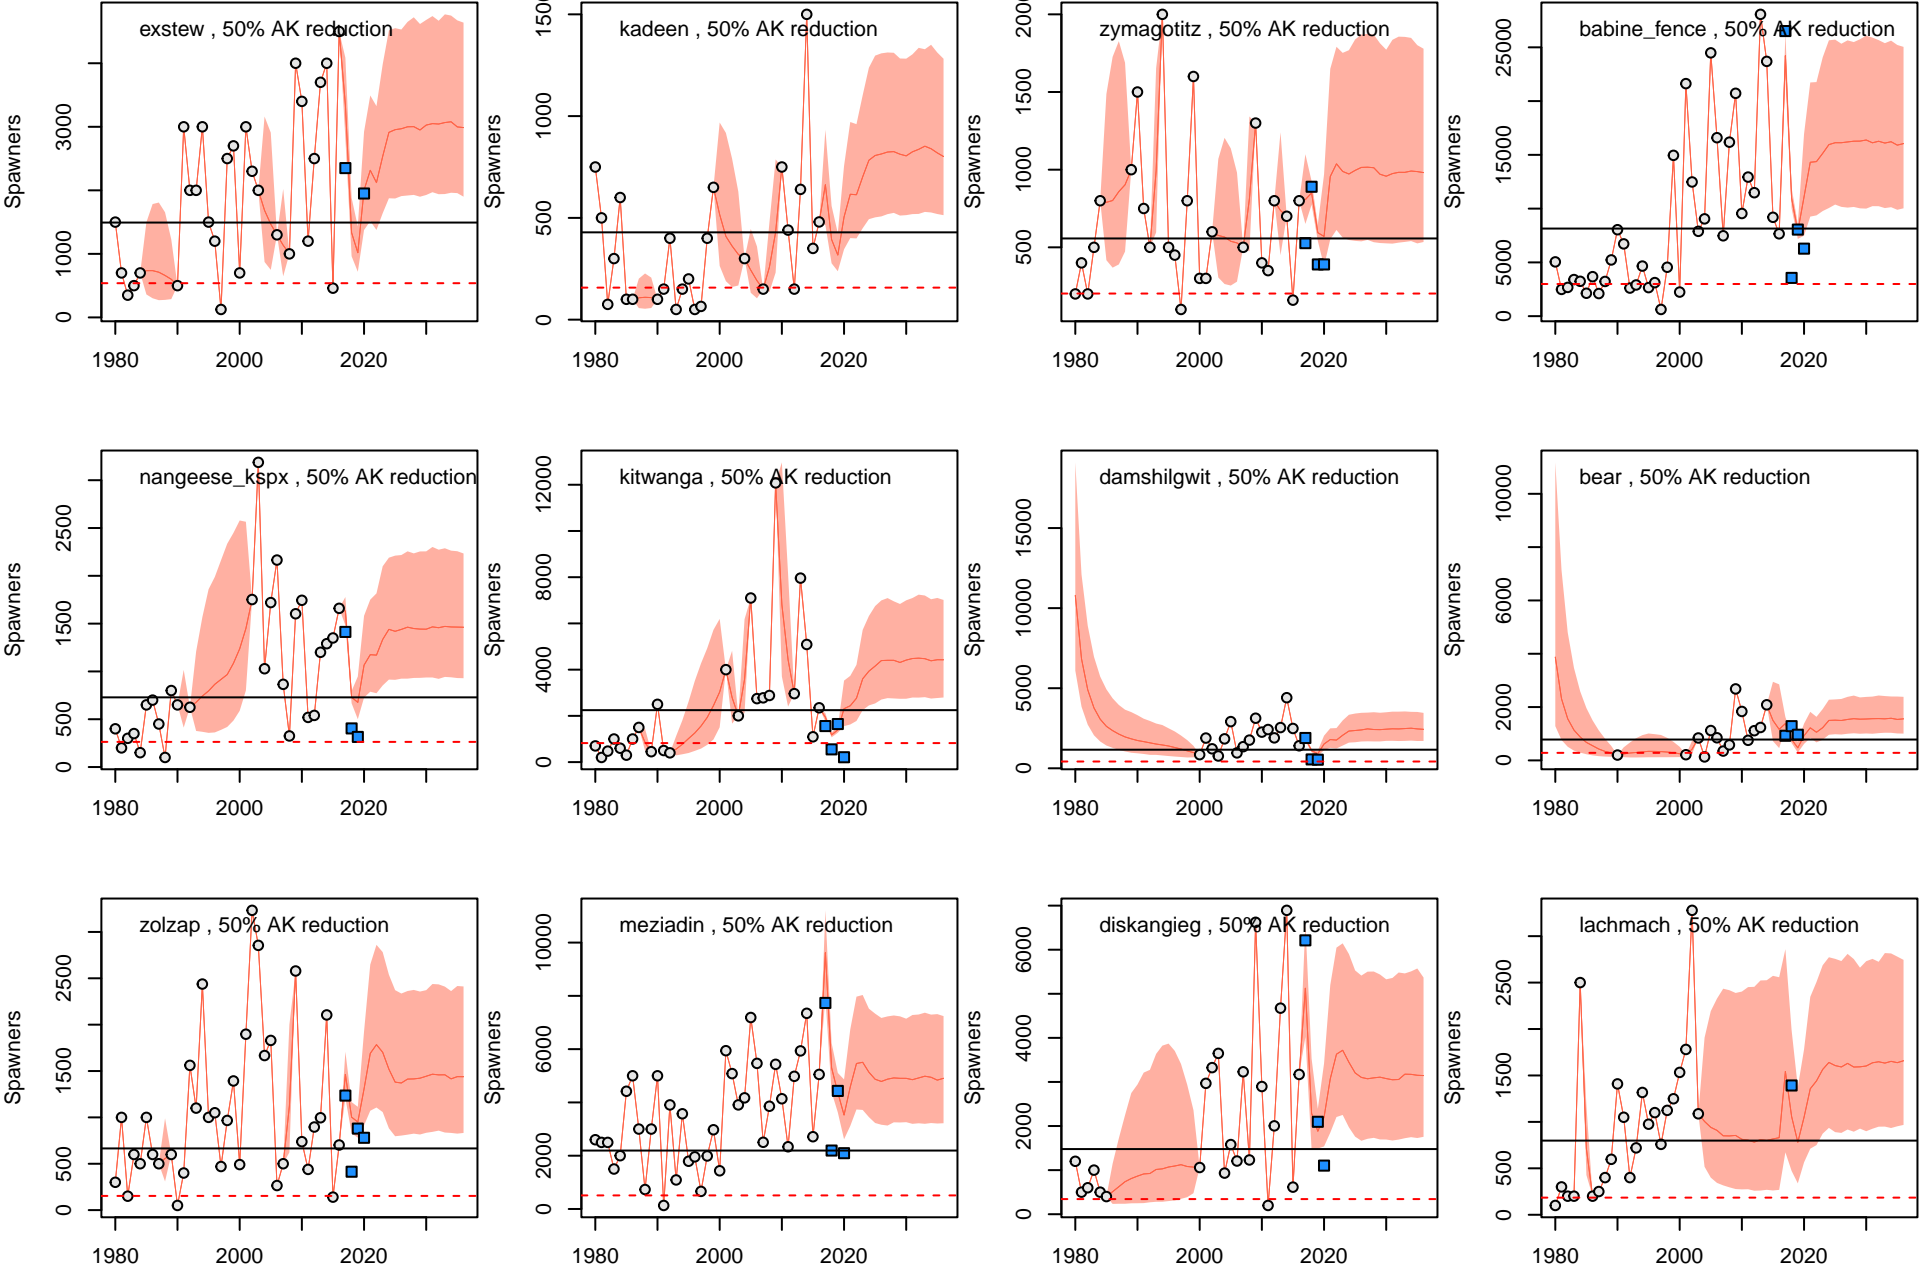 exstew , 50% AK reduction
Spawners
0 1000 3000
1980 2000 2020
kadeen , 50% AK reduction
Spawners
0 500 1000 1500
1980 2000 2020
zymagotitz , 50% AK reduction
Spawners
500 1000 1500 2000
1980 2000 2020
babine_fence , 50% AK reduction
Spawners
0 5000 15000 25000
1980 2000 2020
nangeese_kspx , 50% AK reduction
Spawners
0 500 1500 2500
1980 2000 2020
kitwanga , 50% AK reduction
Spawners
0 4000 8000 12000
1980 2000 2020
damshilgwit , 50% AK reduction
Spawners
0 5000 10000 15000
1980 2000 2020
bear , 50% AK reduction
Spawners
0 2000 6000 10000
1980 2000 2020
zolzap , 50% AK reduction
Spawners
0 500 1500 2500
1980 2000 2020
meziadin , 50% AK reduction
Spawners
0 2000 6000 10000
1980 2000 2020
diskangieg , 50% AK reduction
Spawners
0 2000 4000 6000
1980 2000 2020
lachmach , 50% AK reduction
Spawners
0 500 1500 2500
1980 2000 2020